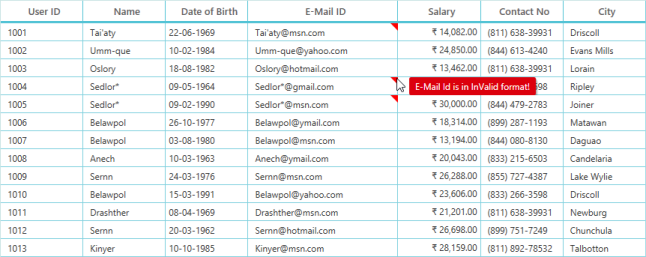 User ID Name Date of Birth E-Mail ID Salary Contact No City
1001 Tai'aty 22-06-1969 Tai'aty@msn.com ₹ 14,082.00 (811) 638-39931 Driscoll
1002 Umm-que 10-02-1984 Umm-que@yahoo.com ₹ 24,850.00 (844) 613-4240 Evans Mills
1003 Oslory 18-08-1982 Oslory@hotmail.com ₹ 13,462.00 (811) 638-39931 Lorain
1004 Sedlor* 09-05-1964 Sedlor*@gmail.com E-Mail Id is in InValid format! 98 Ripley
1005 Sedlor* 09-02-1990 Sedlor*@msn.com ₹ 30,000.00 (844) 479-2783 Joiner
1006 Belawpol 26-10-1977 Belawpol@ymail.com ₹ 18,314.00 (899) 287-1193 Matawan
1007 Belawpol 03-08-1980 Belawpol@msn.com ₹ 13,194.00 (844) 080-8130 Daguao
1008 Anech 10-03-1963 Anech@ymail.com ₹ 20,043.00 (833) 215-6503 Candelaria
1009 Sernn 24-03-1976 Sernn@msn.com ₹ 26,288.00 (855) 727-4387 Lake Wylie
1010 Belawpol 15-03-1991 Belawpol@yahoo.com ₹ 23,606.00 (833) 266-3598 Driscoll
1011 Drashther 08-04-1969 Drashther@msn.com ₹ 21,201.00 (811) 638-39931 Newburg
1012 Sernn 20-03-1962 Sernn@hotmail.com ₹ 26,698.00 (899) 751-7249 Chunchula
1013 Kinyer 10-10-1985 Kinyer@msn.com ₹ 28,159.00 (811) 892-78532 Talbotton